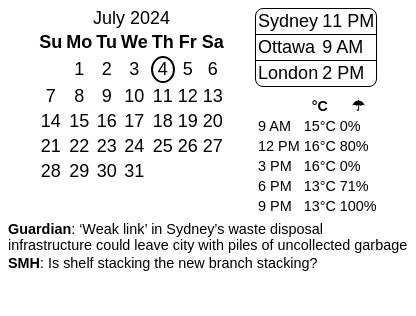 July 2024
Su Mo Tu We Th Fr Sa
1 2 3 4 5 6
7 8 9 10 11 12 13
14 15 16 17 18 19 20
21 22 23 24 25 26 27
28 29 30 31
Sydney 11 PM
Ottawa 9 AM
London 2 PM
°C ☂
9 AM 15°C 0%
12 PM 16°C 80%
3 PM 16°C 0%
6 PM 13°C 71%
9 PM 13°C 100%
Guardian: ‘Weak link’ in Sydney’s waste disposal
infrastructure could leave city with piles of uncollected garbage
SMH: Is shelf stacking the new branch stacking?